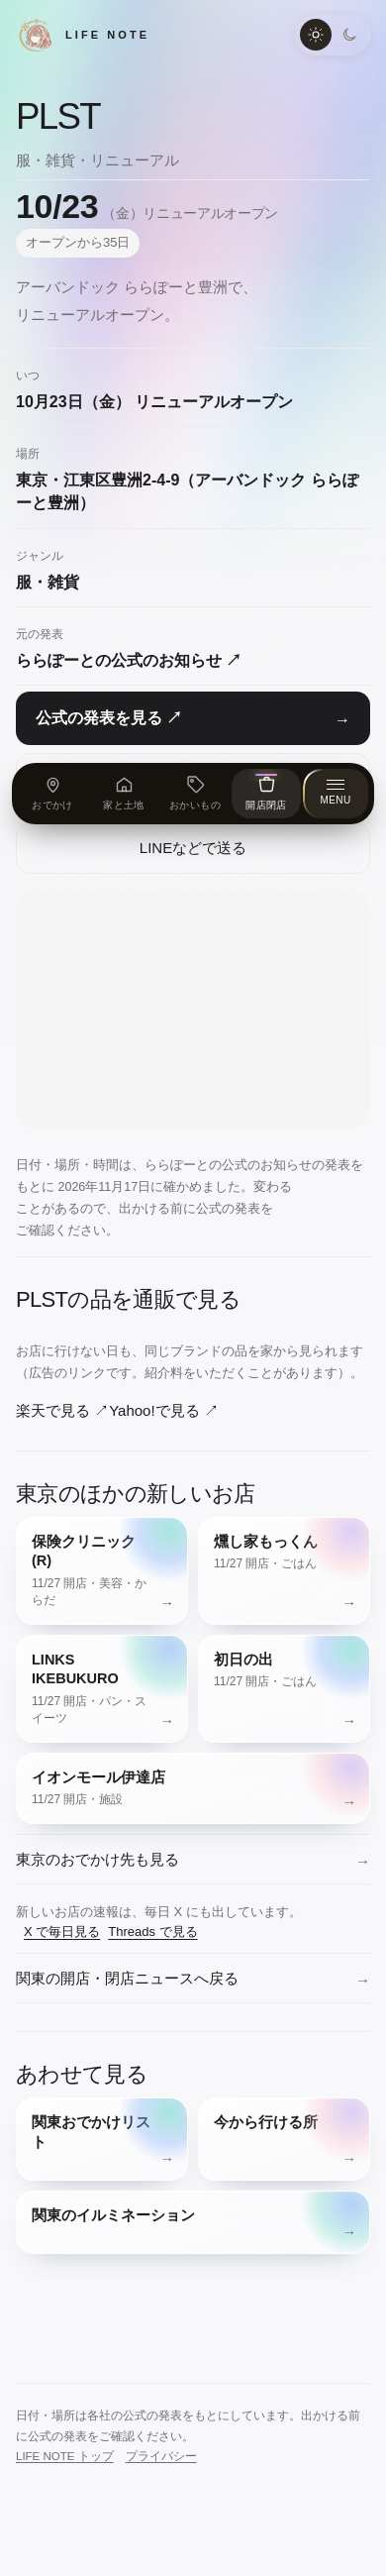 LIFE NOTE
PLST
服・雑貨・リニューアル
10/23 （金）リニューアルオープン
オープンから35日
アーバンドック ららぽーと豊洲で、
リニューアルオープン。
いつ
10月23日（金） リニューアルオープン
場所
東京・江東区豊洲2-4-9（アーバンドック ららぽ
ーと豊洲）
ジャンル
服・雑貨
元の発表
ららぽーとの公式のお知らせ ↗
公式の発表を見る ↗ →
おでかけ 家と土地 おかいもの 開店閉店 MENU
LINEなどで送る
日付・場所・時間は、ららぽーとの公式のお知らせの発表を
もとに 2026年11月17日に確かめました。変わる
ことがあるので、出かける前に公式の発表を
ご確認ください。
PLSTの品を通販で見る
お店に行けない日も、同じブランドの品を家から見られます
（広告のリンクです。紹介料をいただくことがあります）。
楽天で見る ↗Yahoo!で見る ↗
東京のほかの新しいお店
保険クリニック
(R)
11/27 開店・美容・か
らだ →
燻し家もっくん
11/27 開店・ごはん
→
LINKS
IKEBUKURO
11/27 開店・パン・ス
イーツ →
初日の出
11/27 開店・ごはん
→
イオンモール伊達店
11/27 開店・施設 →
東京のおでかけ先も見る →
新しいお店の速報は、毎日 X にも出しています。
X で毎日見る Threads で見る
関東の開店・閉店ニュースへ戻る →
あわせて見る
関東おでかけリス
ト →
今から行ける所
→
関東のイルミネーション
→
日付・場所は各社の公式の発表をもとにしています。出かける前
に公式の発表をご確認ください。
LIFE NOTE トップ プライバシー